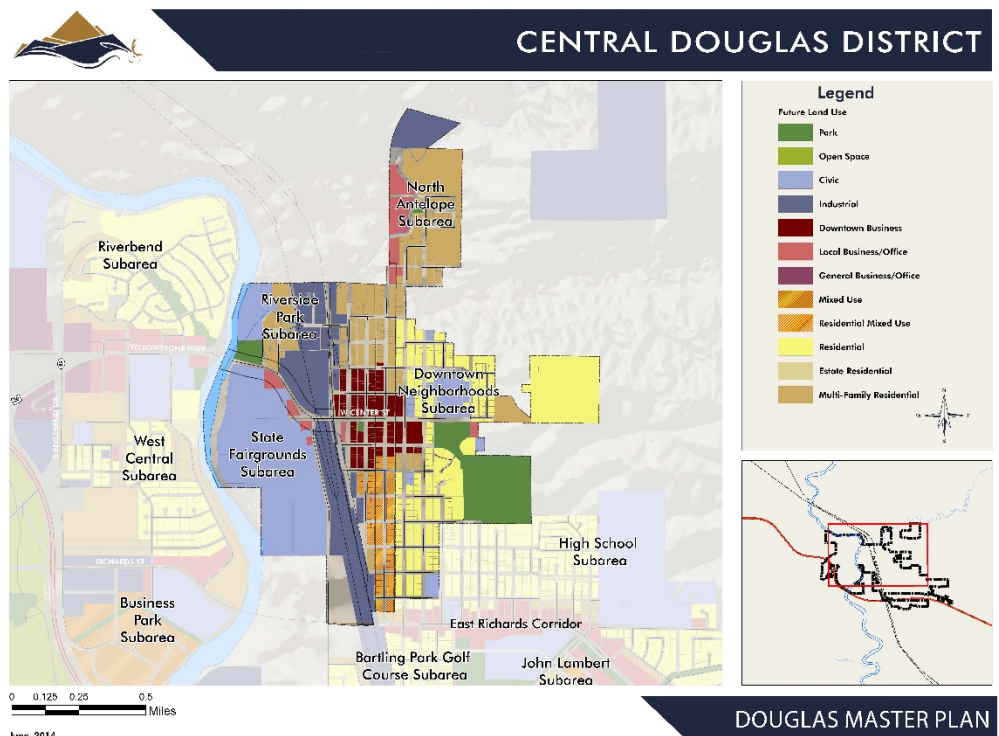 CENTRAL DOUGLAS DISTRICT
Legend
Future Land Use
Park
Open Space
Civic
Industrial
Downtown Business
Local Business/Office
General Business/Office
Mixed Use
Residential Mixed Use
Residential
Estate Residential
Multi-Family Residential
North
Antelope
Subarea
Riverbend
Subarea
Riverside
Park
Subarea
YELLOWSTONE HWY
Downtown
Neighborhoods
Subarea
W CENTER ST
West
Central
Subarea
State
Fairgrounds
Subarea
High School
Subarea
RICHARDS ST
Business
Park
Subarea
East Richards Corridor
Bartling Park Golf
Course Subarea
John Lambert
Subarea
0 0.125 0.25 0.5
Miles
June, 2014
DOUGLAS MASTER PLAN